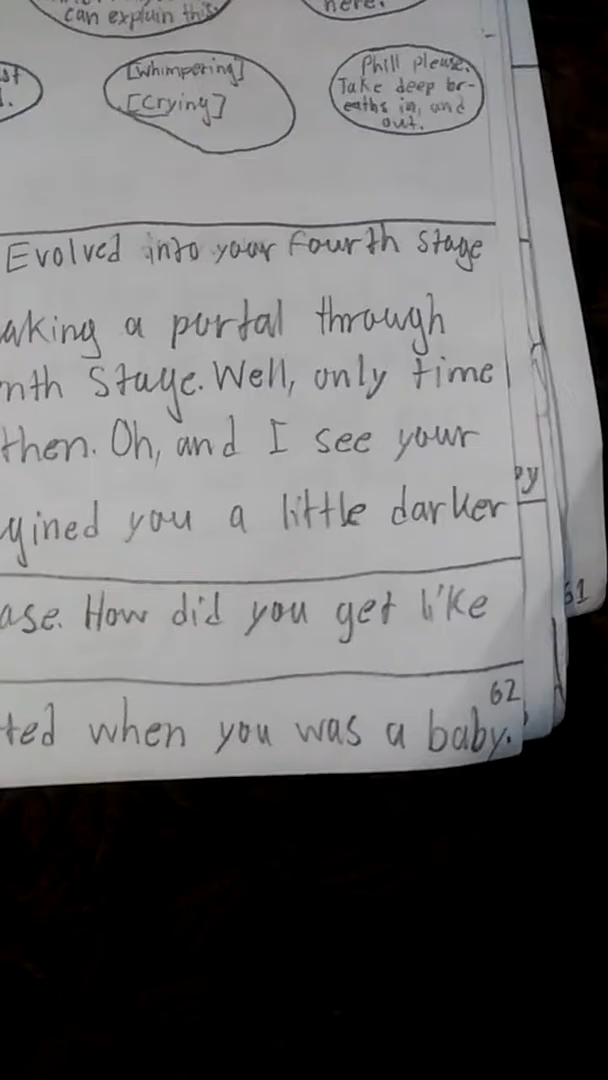 can explain this.
here.
[whimpering]
[Crying]
Phill please.
Take deep br-
eaths in, and
out.
Evolved into your fourth stage
aking a portal through
nth Stage. Well, only time
then. Oh, and I see your
gined you a little darker
ase. How did you get like
62
ted when you was a baby.
61